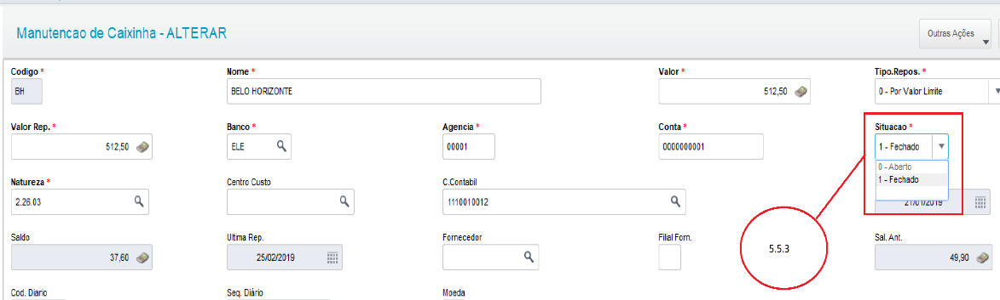 Manutencao de Caixinha - ALTERAR
Outras Ações
Codigo * Nome * Valor * Tipo.Repos. *
BH BELO HORIZONTE 512,50 0 - Por Valor Limite
Valor Rep. * Banco * Agencia * Conta * Situacao *
512,50 ELE 00001 0000000001 1 - Fechado
0 - Aberto
1 - Fechado
Natureza * Centro Custo C.Contabil
2.26.03 1110010012 21/01/2019
Saldo Ultima Rep. Fornecedor Filial Forn. Sal. Ant.
37,60 25/02/2019 49,90
5.5.3
Cod. Diario Seq. Diário Moeda